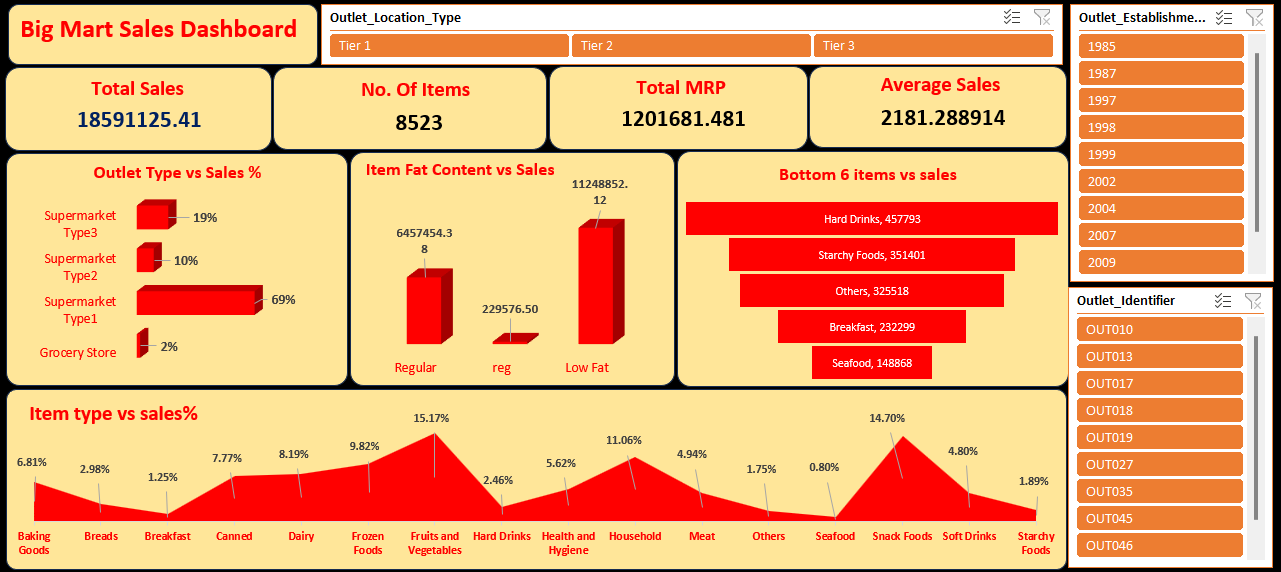 Big Mart Sales Dashboard
Outlet_Location_Type
Tier 1
Tier 2
Tier 3
Outlet_Establishme...
1985
1987
1997
1998
1999
2002
2004
2007
2009
Total Sales
18591125.41
No. Of Items
8523
Total MRP
1201681.481
Average Sales
2181.288914
Outlet Type vs Sales %
Supermarket
Type3
19%
Supermarket
Type2
10%
Supermarket
Type1
69%
Grocery Store
2%
Item Fat Content vs Sales
6457454.3
8
229576.50
11248852.
12
Regular
reg
Low Fat
Bottom 6 items vs sales
Hard Drinks, 457793
Starchy Foods, 351401
Others, 325518
Breakfast, 232299
Seafood, 148868
Outlet_Identifier
OUT010
OUT013
OUT017
OUT018
OUT019
OUT027
OUT035
OUT045
OUT046
Item type vs sales%
6.81%
2.98%
1.25%
7.77%
8.19%
9.82%
15.17%
2.46%
5.62%
11.06%
4.94%
1.75%
0.80%
14.70%
4.80%
1.89%
Baking
Goods
Breads
Breakfast
Canned
Dairy
Frozen
Foods
Fruits and
Vegetables
Hard Drinks
Health and
Hygiene
Household
Meat
Others
Seafood
Snack Foods
Soft Drinks
Starchy
Foods